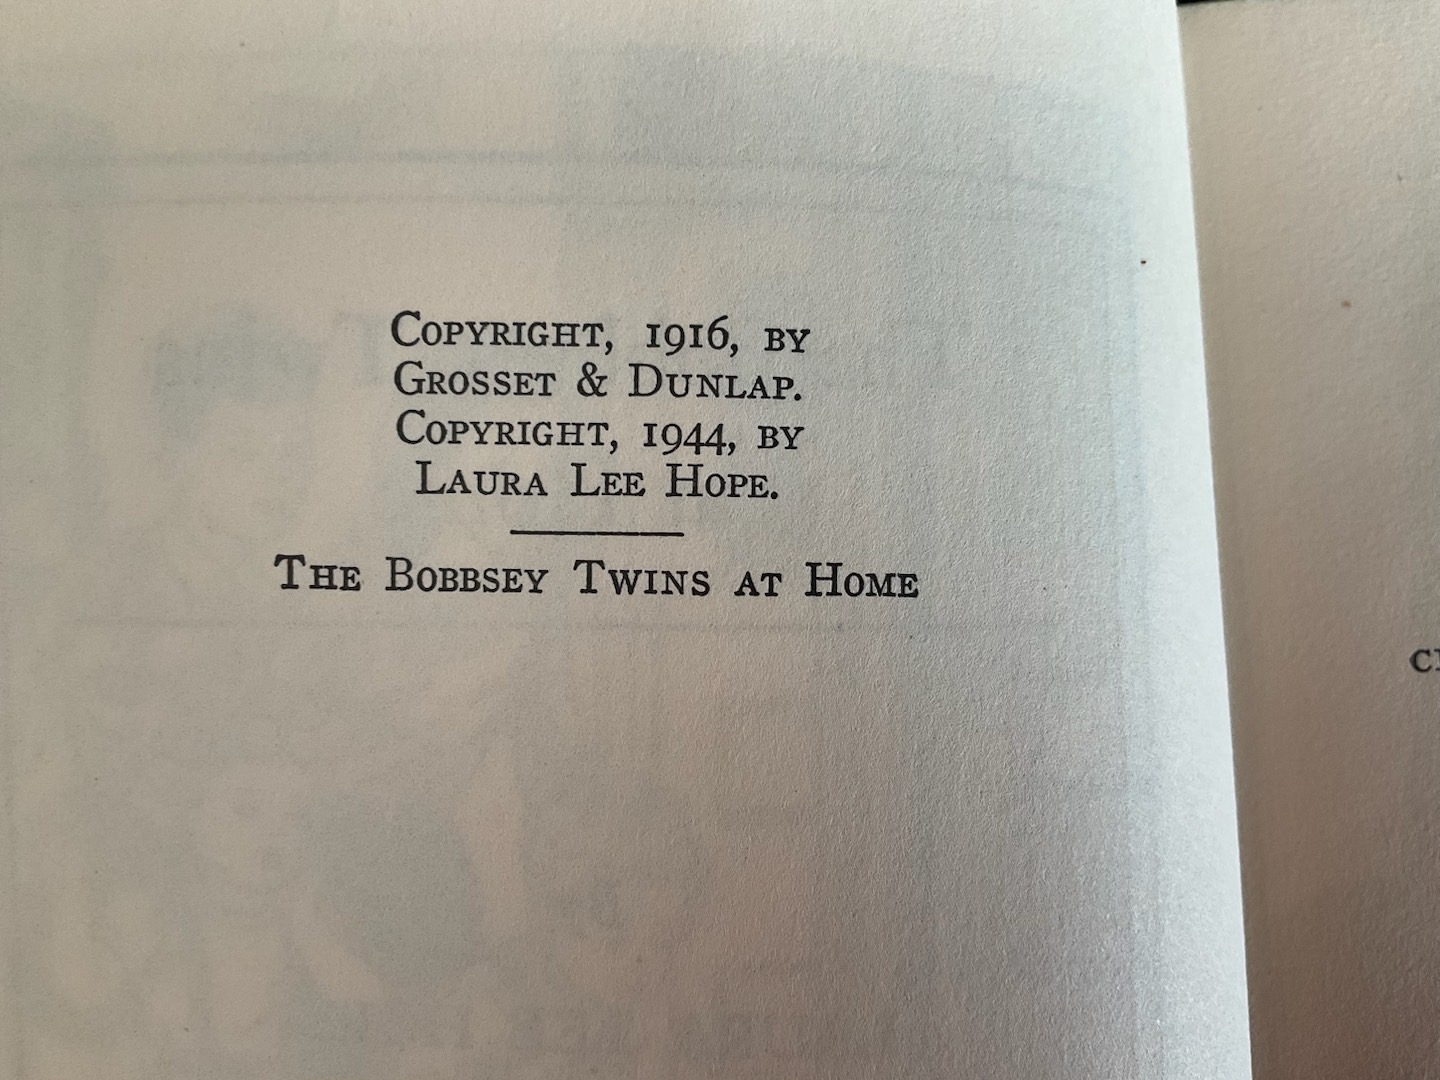 Copyright, 1916, by
Grosset & Dunlap.
Copyright, 1944, by
Laura Lee Hope.
The Bobbsey Twins at Home